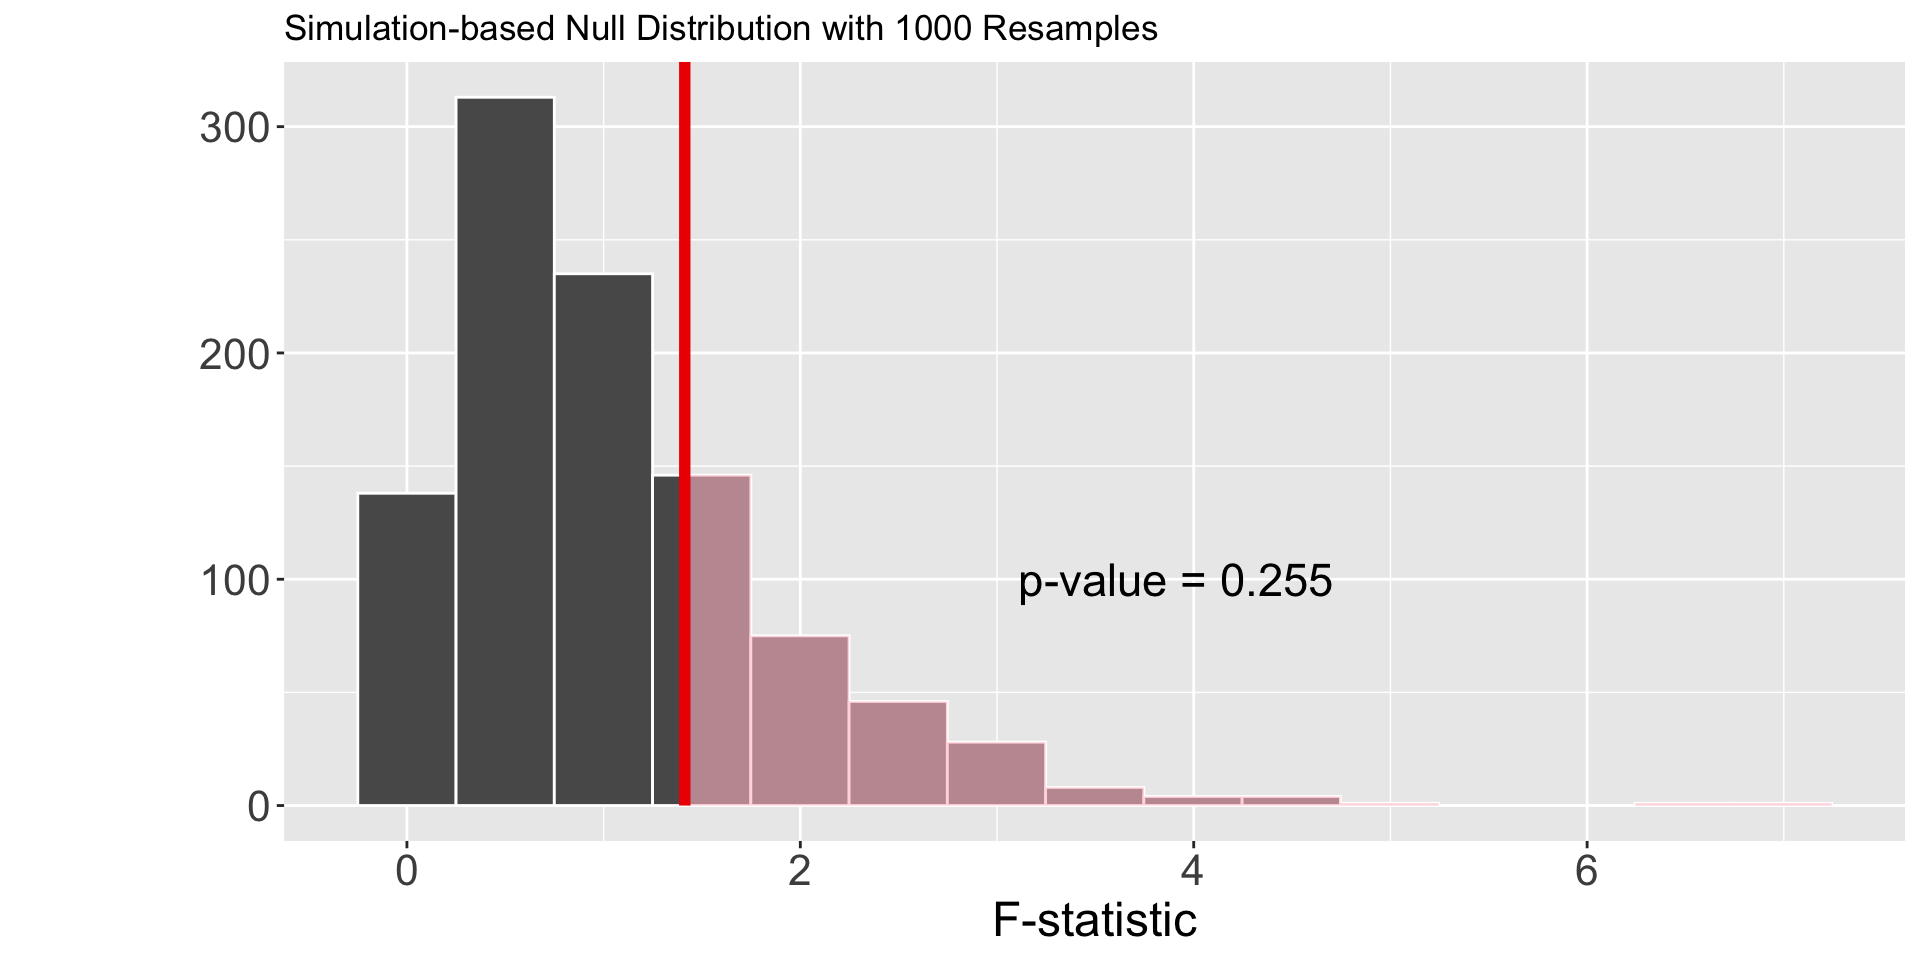 Simulation-based Null Distribution with 1000 Resamples
300
200
100
0
p-value = 0.255
0 2 4 6
F-statistic